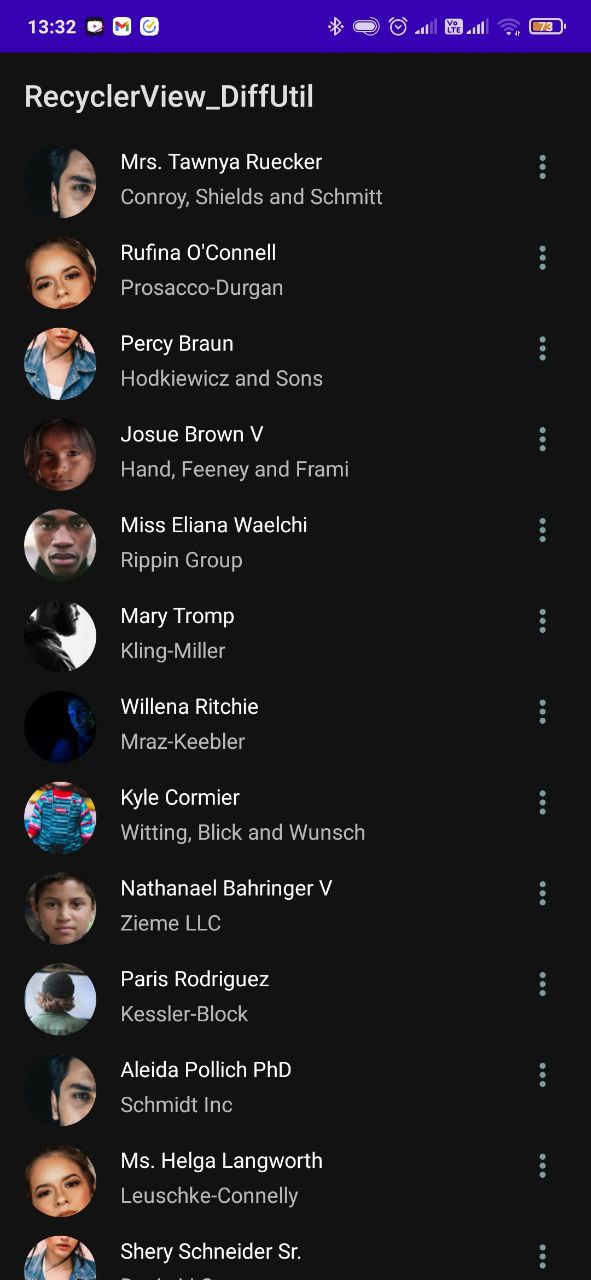 13:32
Vo
LTE
73
RecyclerView_DiffUtil
Mrs. Tawnya Ruecker
Conroy, Shields and Schmitt
Rufina O'Connell
Prosacco-Durgan
Percy Braun
Hodkiewicz and Sons
Josue Brown V
Hand, Feeney and Frami
Miss Eliana Waelchi
Rippin Group
Mary Tromp
Kling-Miller
Willena Ritchie
Mraz-Keebler
Kyle Cormier
Witting, Blick and Wunsch
Nathanael Bahringer V
Zieme LLC
Paris Rodriguez
Kessler-Block
Aleida Pollich PhD
Schmidt Inc
Ms. Helga Langworth
Leuschke-Connelly
Shery Schneider Sr.